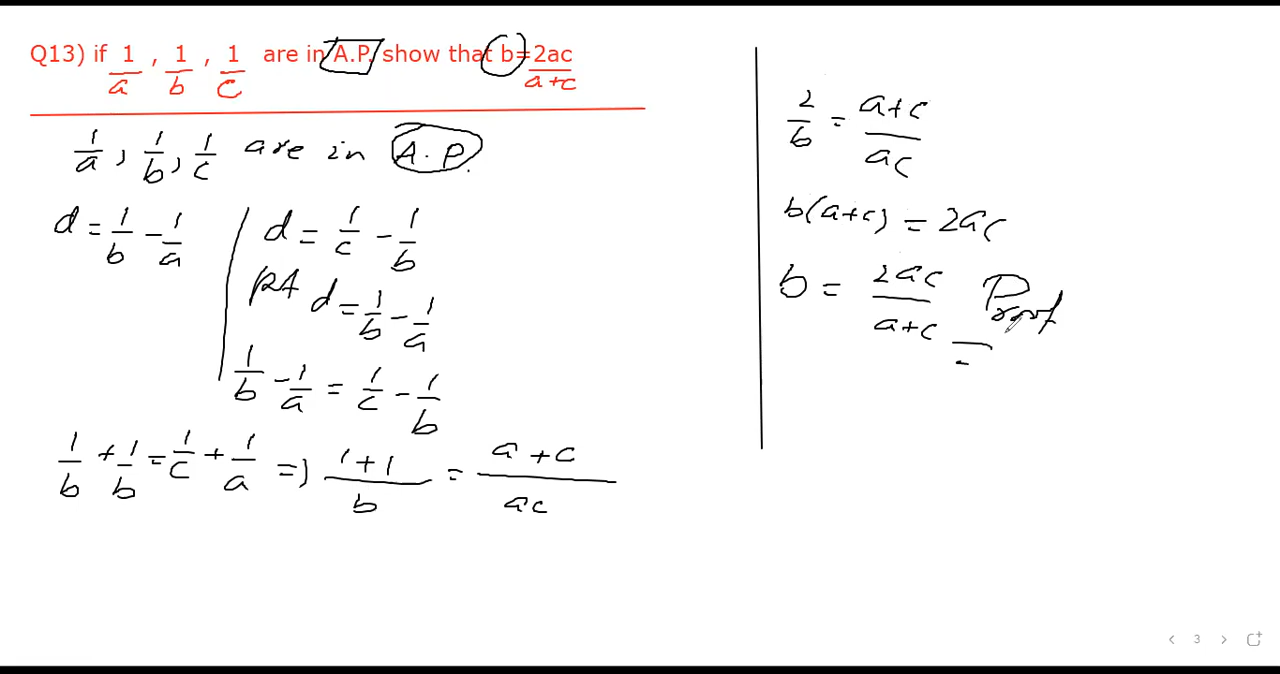 Q13) if 1/a , 1/b , 1/c are in A.P. show that b=2ac/a+c
1/a, 1/b, 1/c are in A.P.
d = 1/b - 1/a
d = 1/c - 1/b
d = 1/b - 1/a
1/b - 1/a = 1/c - 1/b
1/b + 1/b = 1/c + 1/a => 1+1/b = a+c/ac
2/b = a+c/ac
b(a+c) = 2ac
b = 2ac/a+c Proof
3